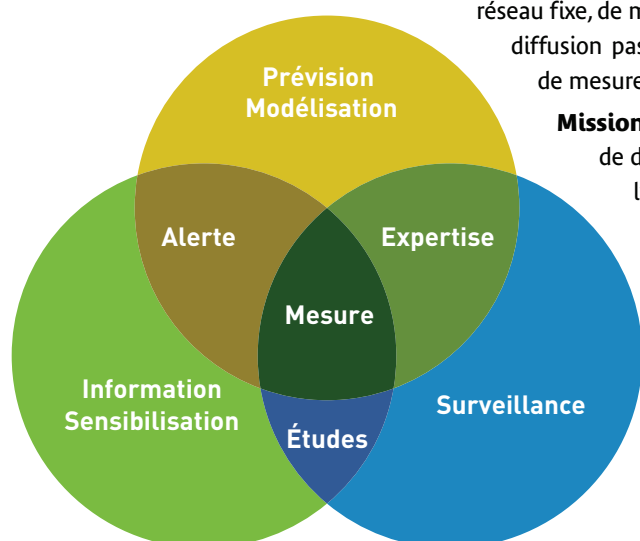 réseau fixe, de
diffusion
de mesure
Mission
de
Prévision
Modélisation
Alerte
Expertise
Mesure
Information
Sensibilisation
Surveillance
Études